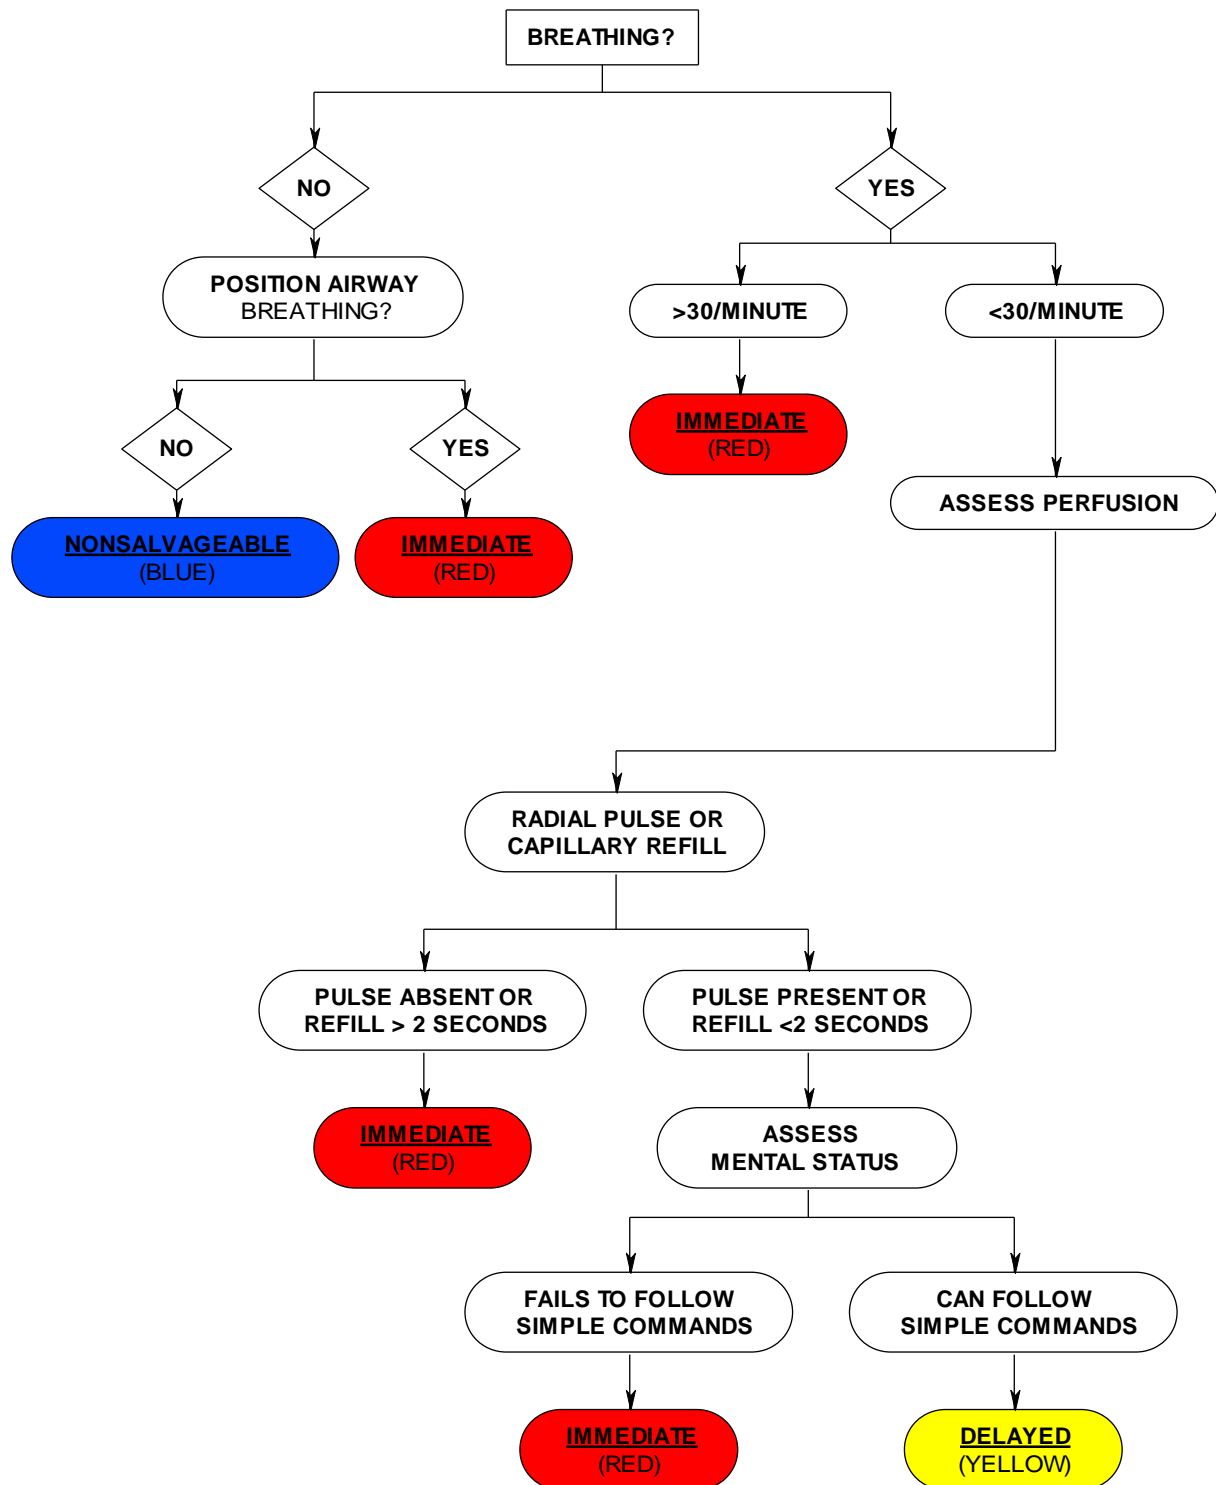 BREATHING?
NO
YES
POSITION AIRWAY
BREATHING?
>30/MINUTE
<30/MINUTE
NO
YES
IMMEDIATE
(RED)
ASSESS PERFUSION
NONSALVAGEABLE
(BLUE)
IMMEDIATE
(RED)
RADIAL PULSE OR
CAPILLARY REFILL
PULSE ABSENT OR
REFILL > 2 SECONDS
PULSE PRESENT OR
REFILL <2 SECONDS
IMMEDIATE
(RED)
ASSESS
MENTAL STATUS
FAILS TO FOLLOW
SIMPLE COMMANDS
CAN FOLLOW
SIMPLE COMMANDS
IMMEDIATE
(RED)
DELAYED
(YELLOW)